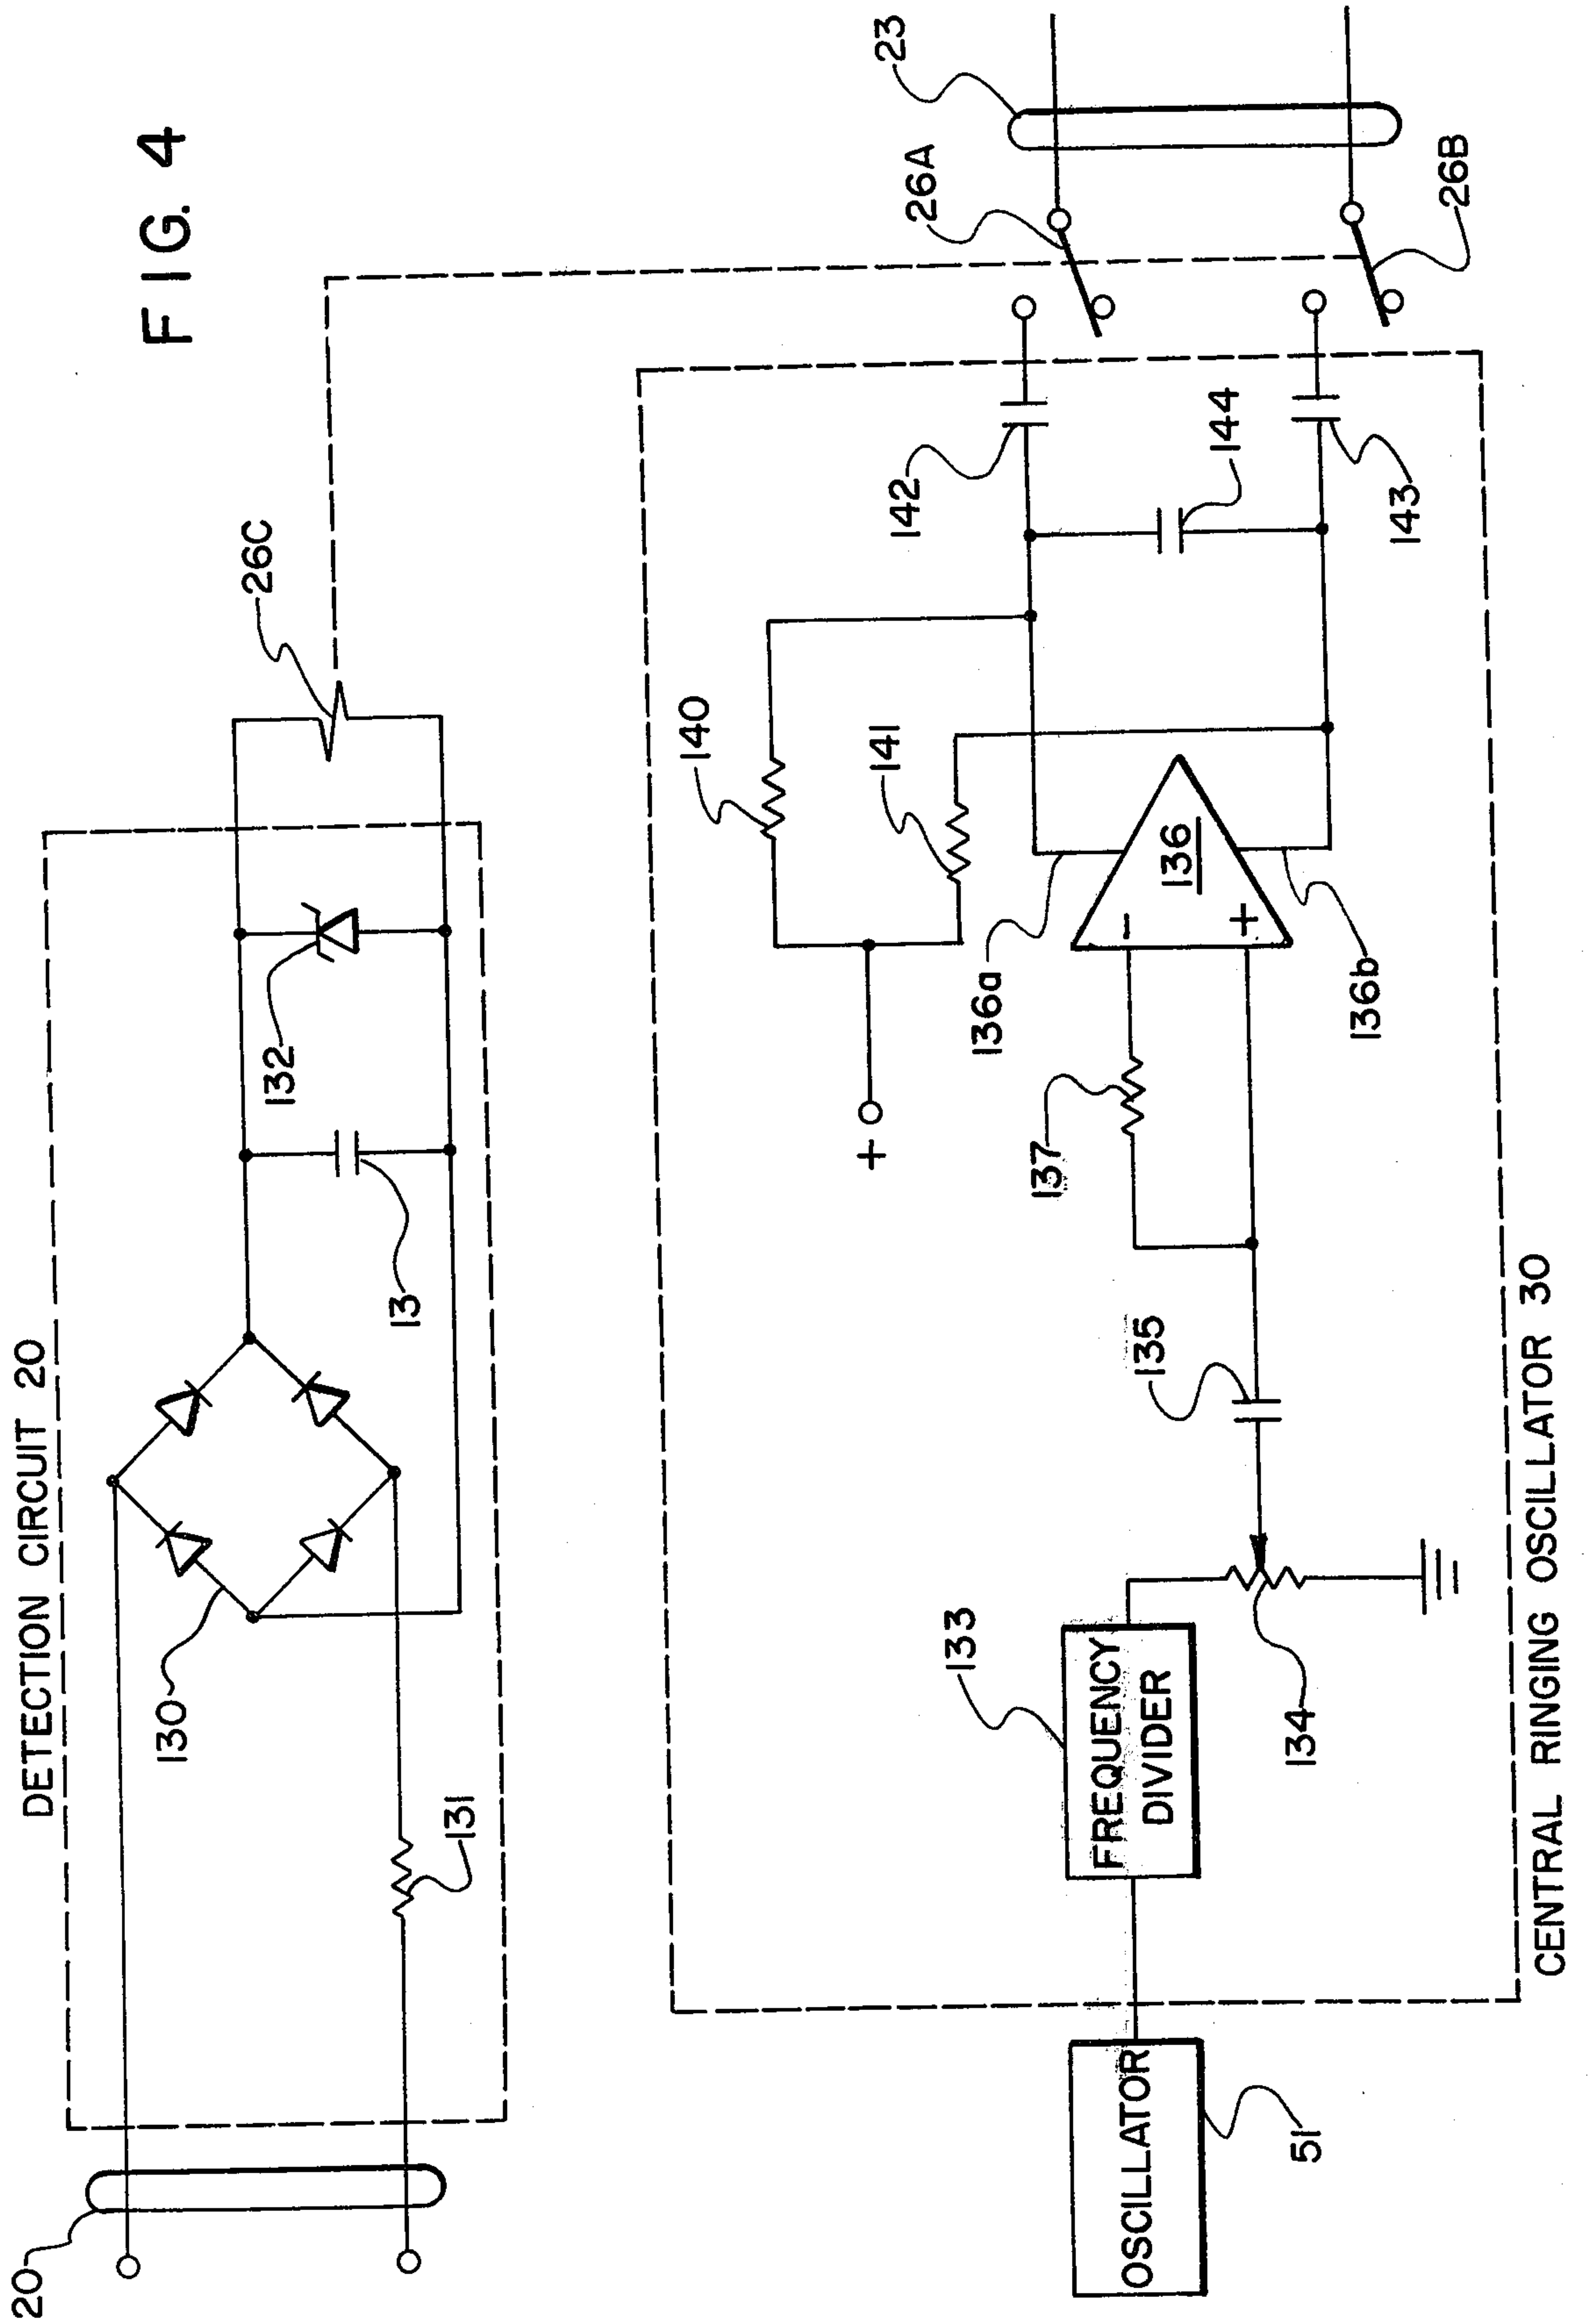 FIG. 4
DETECTION CIRCUIT 20
20
130
131
13
132
26C
23
26A
26B
OSCILLATOR
51
FREQUENCY
DIVIDER
133
134
135
137
+
140
141
136a
-
136
+
136b
142
144
143
CENTRAL RINGING OSCILLATOR 30